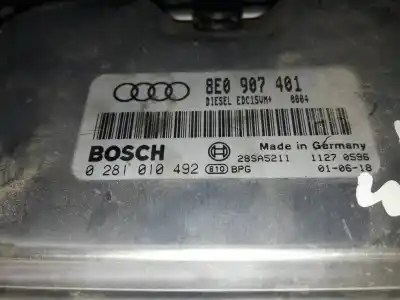 8E0 907 401
DIESEL EDC15VM+ 0004
BOSCH Made in Germany
28SA5211 1127 0596
0 281 010 492 810 BPG 01-06-18